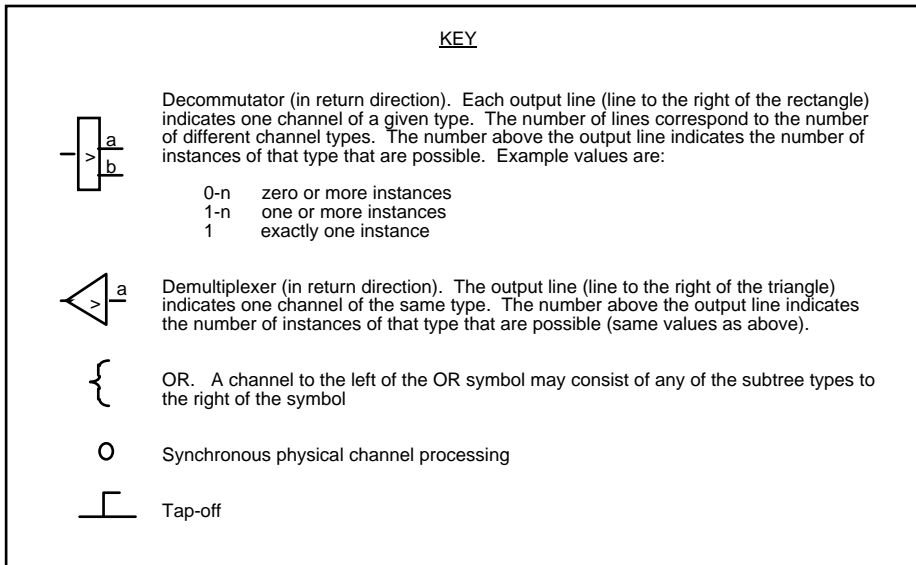 KEY
Decommutator (in return direction).  Each output line (line to the right of the rectangle)
indicates one channel of a given type.  The number of lines correspond to the number
of different channel types.  The number above the output line indicates the number of
instances of that type that are possible.  Example values are:
> a
b
0-n zero or more instances
1-n one or more instances
1 exactly one instance
> a
Demultiplexer (in return direction).  The output line (line to the right of the triangle)
indicates one channel of the same type.  The number above the output line indicates
the number of instances of that type that are possible (same values as above).
{ OR.   A channel to the left of the OR symbol may consist of any of the subtree types to
the right of the symbol
Synchronous physical channel processing
Tap-off